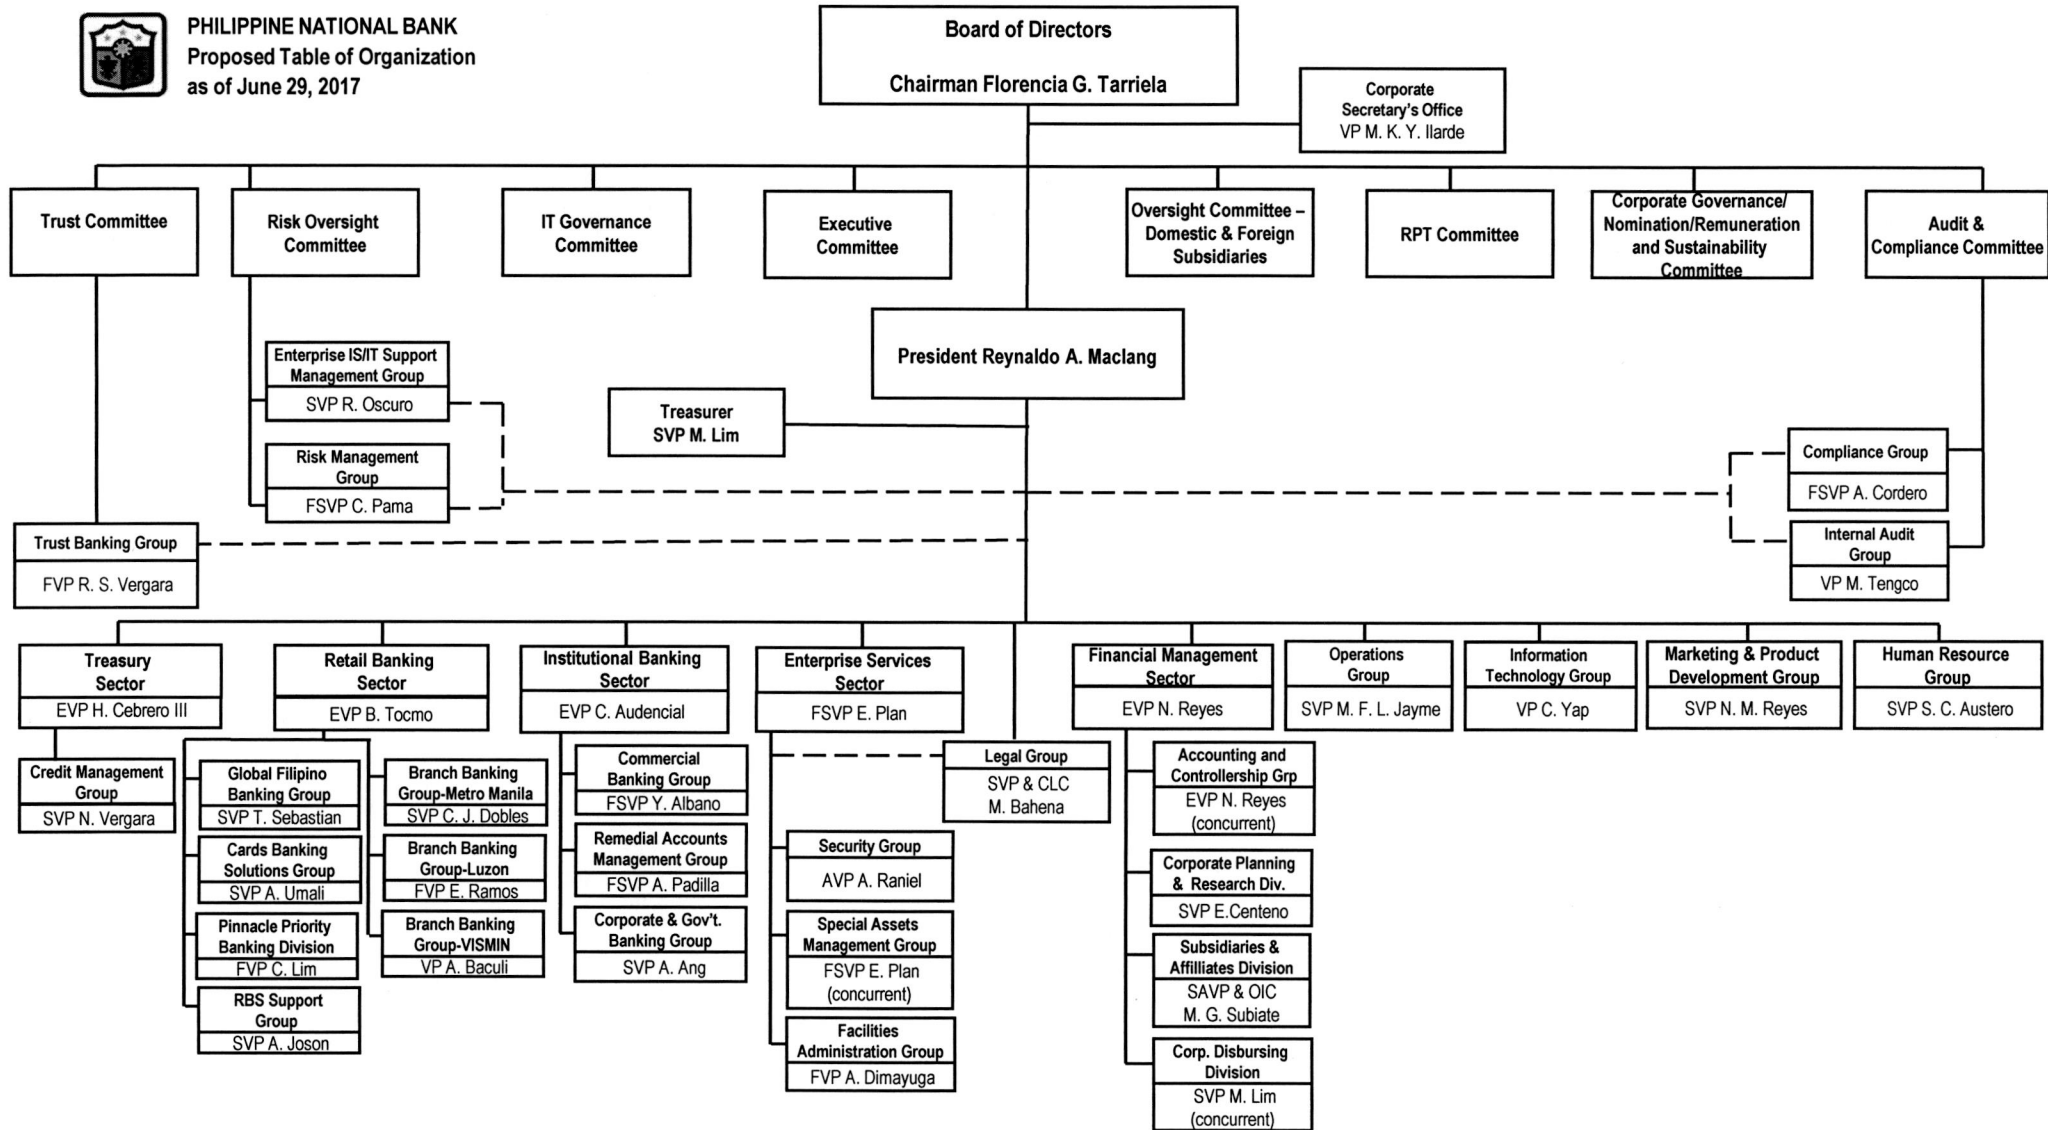 PHILIPPINE NATIONAL BANK
Proposed Table of Organization
as of June 29, 2017
Board of Directors
Chairman Florencia G. Tarriela
Corporate
Secretary's Office
VP M. K. Y. Ilarde
Trust Committee
Risk Oversight
Committee
IT Governance
Committee
Executive
Committee
Oversight Committee –
Domestic & Foreign
Subsidiaries
RPT Committee
Corporate Governance/
Nomination/Remuneration
and Sustainability
Committee
Audit &
Compliance Committee
President Reynaldo A. Maclang
Enterprise IS/IT Support
Management Group
SVP R. Oscuro
Treasurer
SVP M. Lim
Risk Management
Group
FSVP C. Pama
Compliance Group
FSVP A. Cordero
Trust Banking Group
FVP R. S. Vergara
Internal Audit
Group
VP M. Tengco
Treasury
Sector
EVP H. Cebrero III
Retail Banking
Sector
EVP B. Tocmo
Institutional Banking
Sector
EVP C. Audencial
Enterprise Services
Sector
FSVP E. Plan
Financial Management
Sector
EVP N. Reyes
Operations
Group
SVP M. F. L. Jayme
Information
Technology Group
VP C. Yap
Marketing & Product
Development Group
SVP N. M. Reyes
Human Resource
Group
SVP S. C. Austero
Credit Management
Group
SVP N. Vergara
Global Filipino
Banking Group
SVP T. Sebastian
Cards Banking
Solutions Group
SVP A. Umali
Pinnacle Priority
Banking Division
FVP C. Lim
RBS Support
Group
SVP A. Joson
Branch Banking
Group-Metro Manila
SVP C. J. Dobles
Branch Banking
Group-Luzon
FVP E. Ramos
Branch Banking
Group-VISMIN
VP A. Baculi
Commercial
Banking Group
FSVP Y. Albano
Remedial Accounts
Management Group
FSVP A. Padilla
Corporate & Gov't.
Banking Group
SVP A. Ang
Legal Group
SVP & CLC
M. Bahena
Security Group
AVP A. Raniel
Special Assets
Management Group
FSVP E. Plan
(concurrent)
Facilities
Administration Group
FVP A. Dimayuga
Accounting and
Controllership Grp
EVP N. Reyes
(concurrent)
Corporate Planning
& Research Div.
SVP E.Centeno
Subsidiaries &
Affilliates Division
SAVP & OIC
M. G. Subiate
Corp. Disbursing
Division
SVP M. Lim
(concurrent)